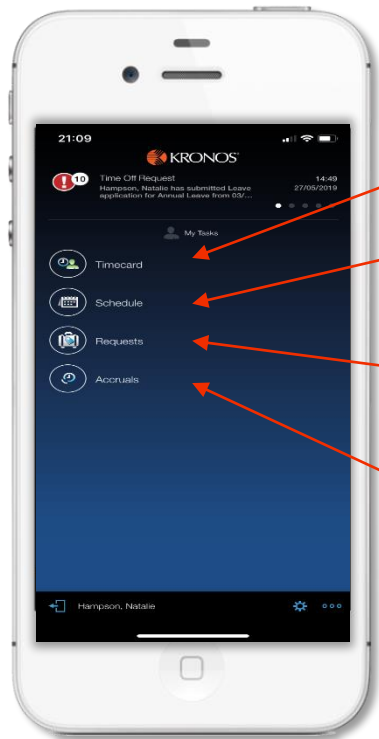 21:09
KRONOS
10
Time Off Request
14:49
Hampson, Natalie has submitted Leave
27/05/2019
application for Annual Leave from 03/...
My Tasks
Timecard
Schedule
Requests
Accruals
Hampson, Natalie